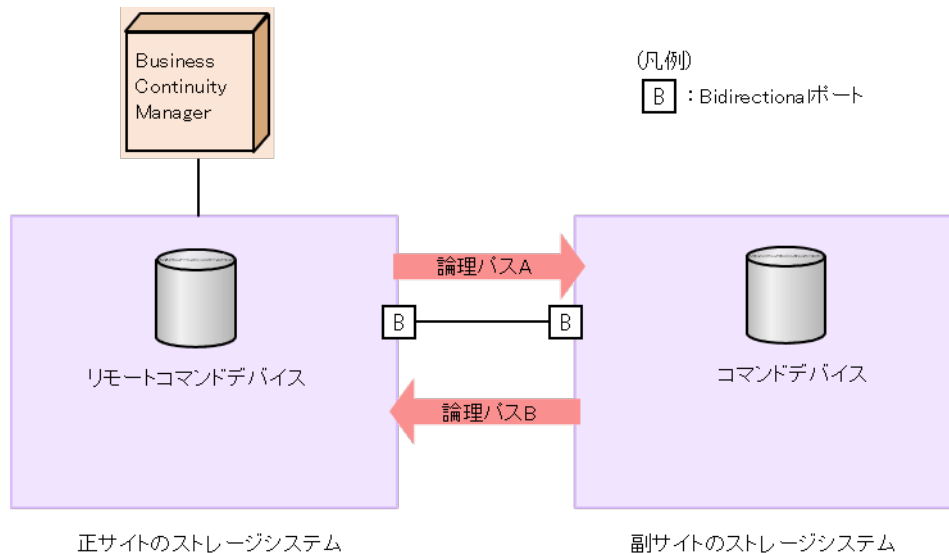 Business
Continuity
Manager
(凡例)
B :Bidirectionalポート
論理パスA
B
B
リモートコマンドデバイス
コマンドデバイス
論理パスB
正サイトのストレージシステム
副サイトのストレージシステム